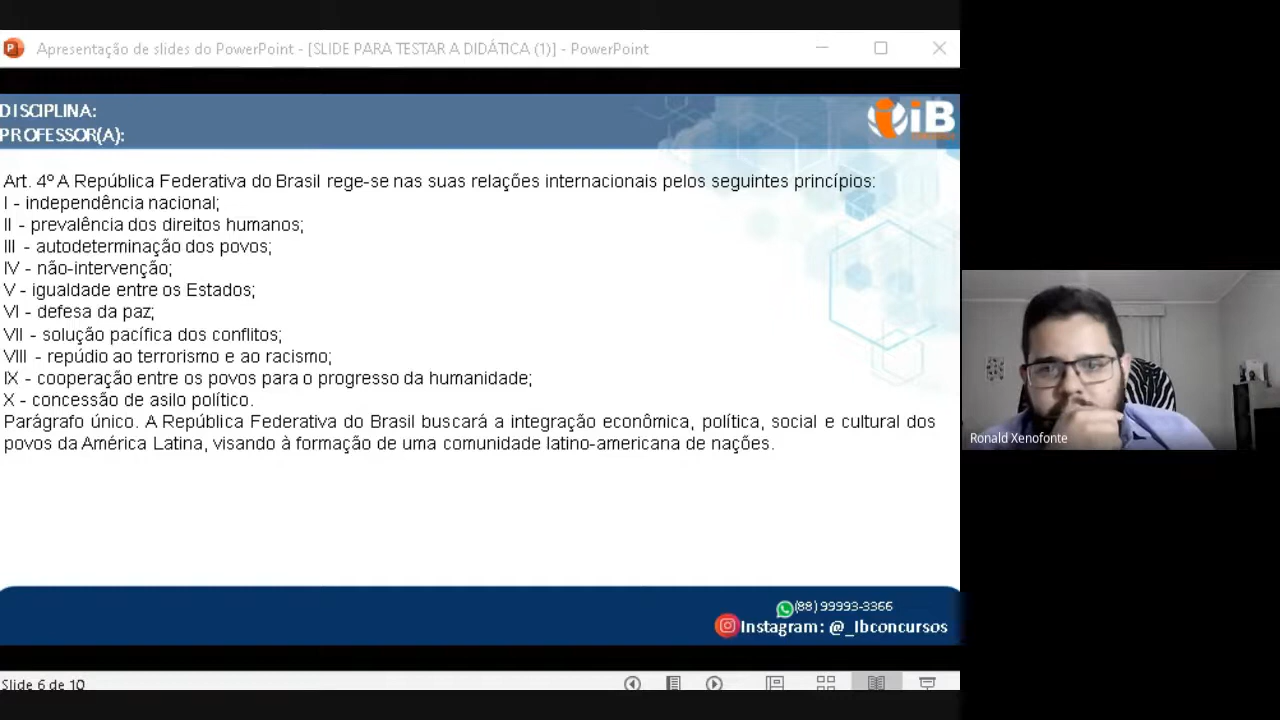 Apresentação de slides do PowerPoint - [SLIDE PARA TESTAR A DIDÁTICA (1)] - PowerPoint
DISCIPLINA:
PROFESSOR(A):
iB
Art. 4º A República Federativa do Brasil rege-se nas suas relações internacionais pelos seguintes princípios:
I - independência nacional;
II - prevalência dos direitos humanos;
III - autodeterminação dos povos;
IV - não-intervenção;
V - igualdade entre os Estados;
VI - defesa da paz;
VII - solução pacífica dos conflitos;
VIII - repúdio ao terrorismo e ao racismo;
IX - cooperação entre os povos para o progresso da humanidade;
X - concessão de asilo político.
Parágrafo único. A República Federativa do Brasil buscará a integração econômica, política, social e cultural dos
povos da América Latina, visando à formação de uma comunidade latino-americana de nações.
Ronald Xenofonte
(88) 99993-3366
Instagram: @_Ibconcursos
Slide 6 de 10